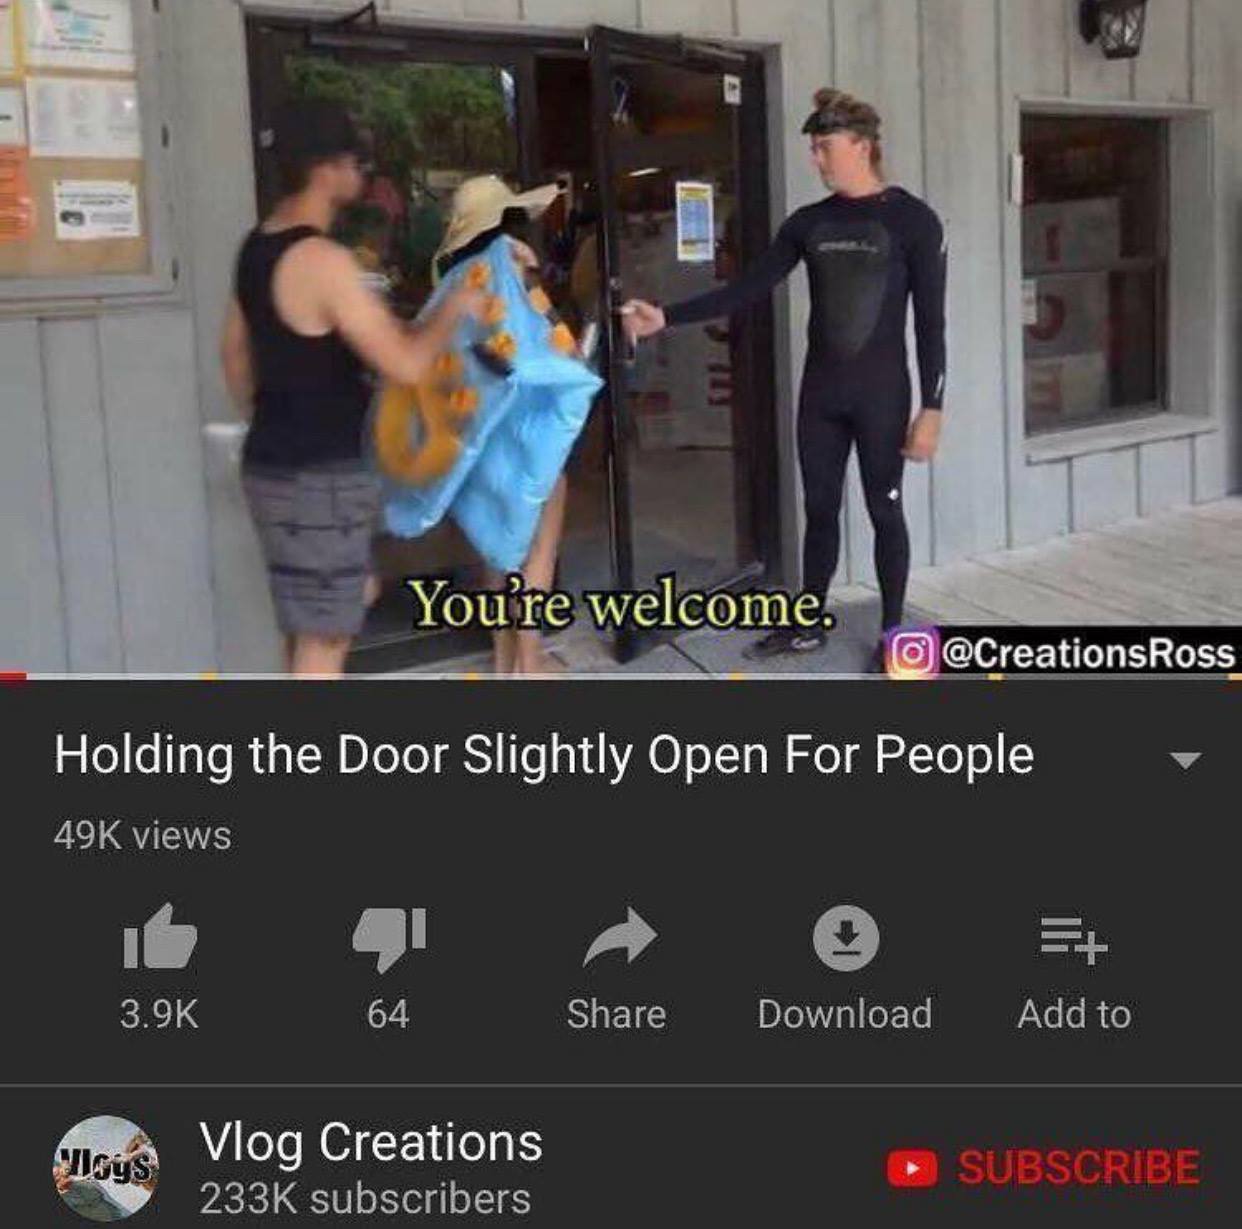 You're welcome.
@CreationsRoss
Holding the Door Slightly Open For People
49K views
3.9K
64
Share
Download
Add to
Vlogs
Vlog Creations
233K subscribers
SUBSCRIBE